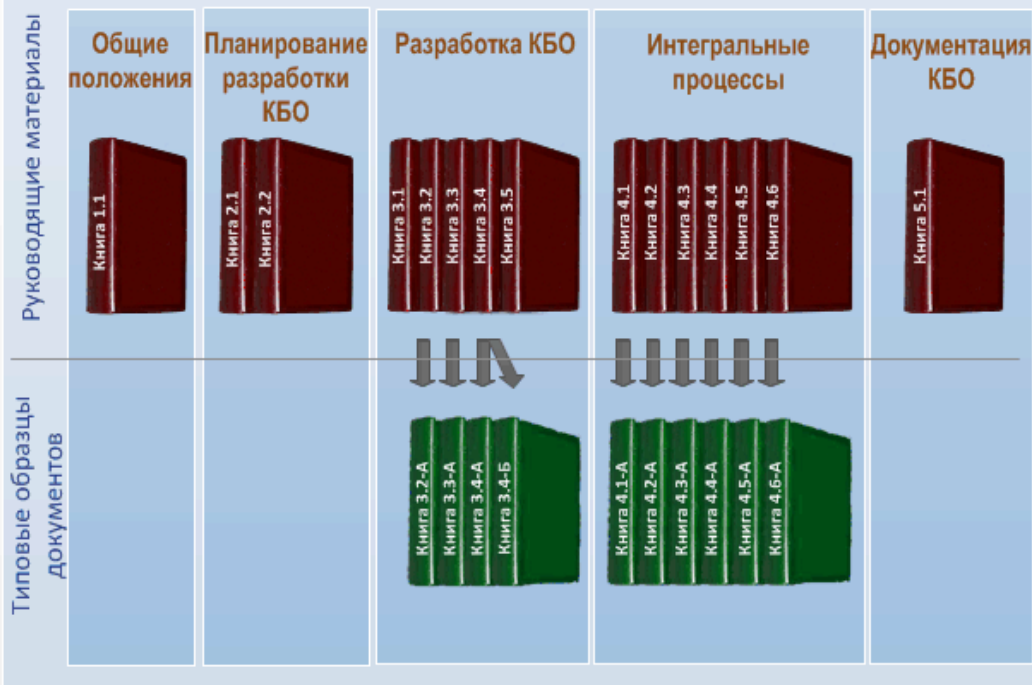 Руководящие материалы
Общие
положения
Планирование
разработки
КБО
Разработка КБО
Интегральные
процессы
Документация
КБО
Книга 1.1
Книга 2.1
Книга 2.2
Книга 3.1
Книга 3.2
Книга 3.3
Книга 3.4
Книга 3.5
Книга 4.1
Книга 4.2
Книга 4.3
Книга 4.4
Книга 4.5
Книга 4.6
Книга 5.1
Типовые образцы
документов
Книга 3.2-А
Книга 3.3-А
Книга 3.4-А
Книга 3.4-Б
Книга 4.1-А
Книга 4.2-А
Книга 4.3-А
Книга 4.4-А
Книга 4.5-А
Книга 4.6-А